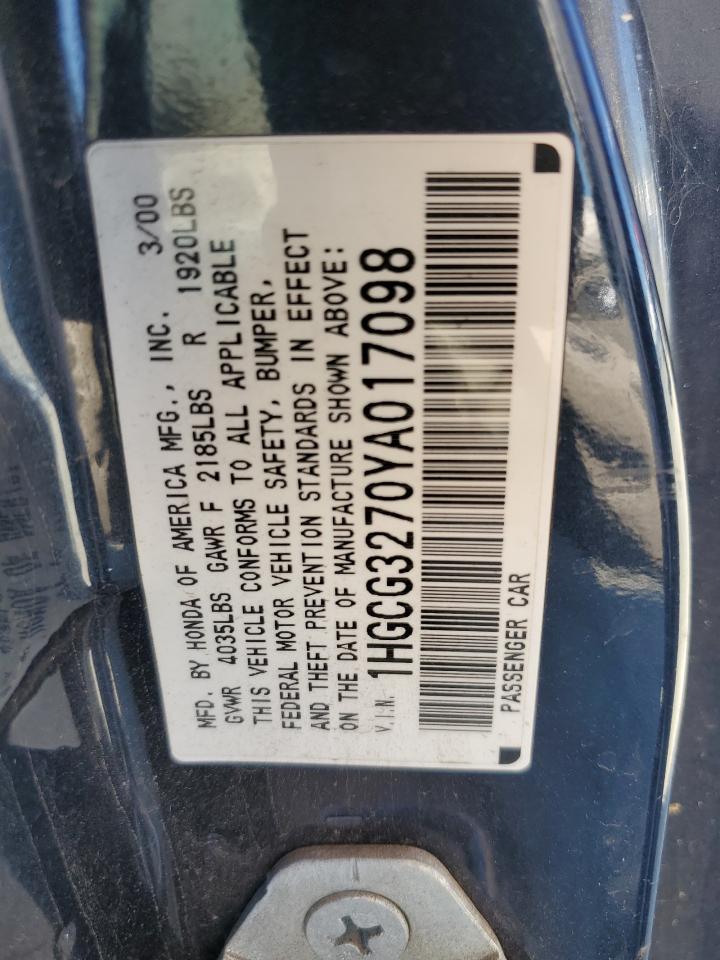 MFD. BY HONDA OF AMERICA MFG., INC. 3/00
GVWR 4035LBS GAWR F 2185LBS R 1920LBS
THIS VEHICLE CONFORMS TO ALL APPLICABLE
FEDERAL MOTOR VEHICLE SAFETY, BUMPER,
AND THEFT PREVENTION STANDARDS IN EFFECT
ON THE DATE OF MANUFACTURE SHOWN ABOVE:
V.I.N. 1HGCG3270YA017098
PASSENGER CAR